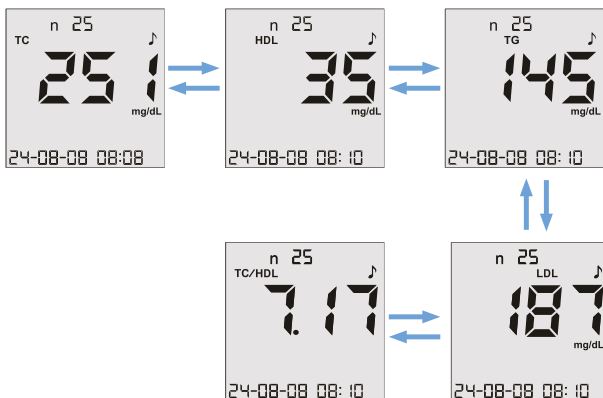 n 25
TC
251
mg/dL
24-08-08 08:08
n 25
HDL
35
mg/dL
24-08-08 08:10
n 25
TG
145
mg/dL
24-08-08 08:10
n 25
TC/HDL
7.17
24-08-08 08:10
n 25
LDL
187
mg/dL
24-08-08 08:10